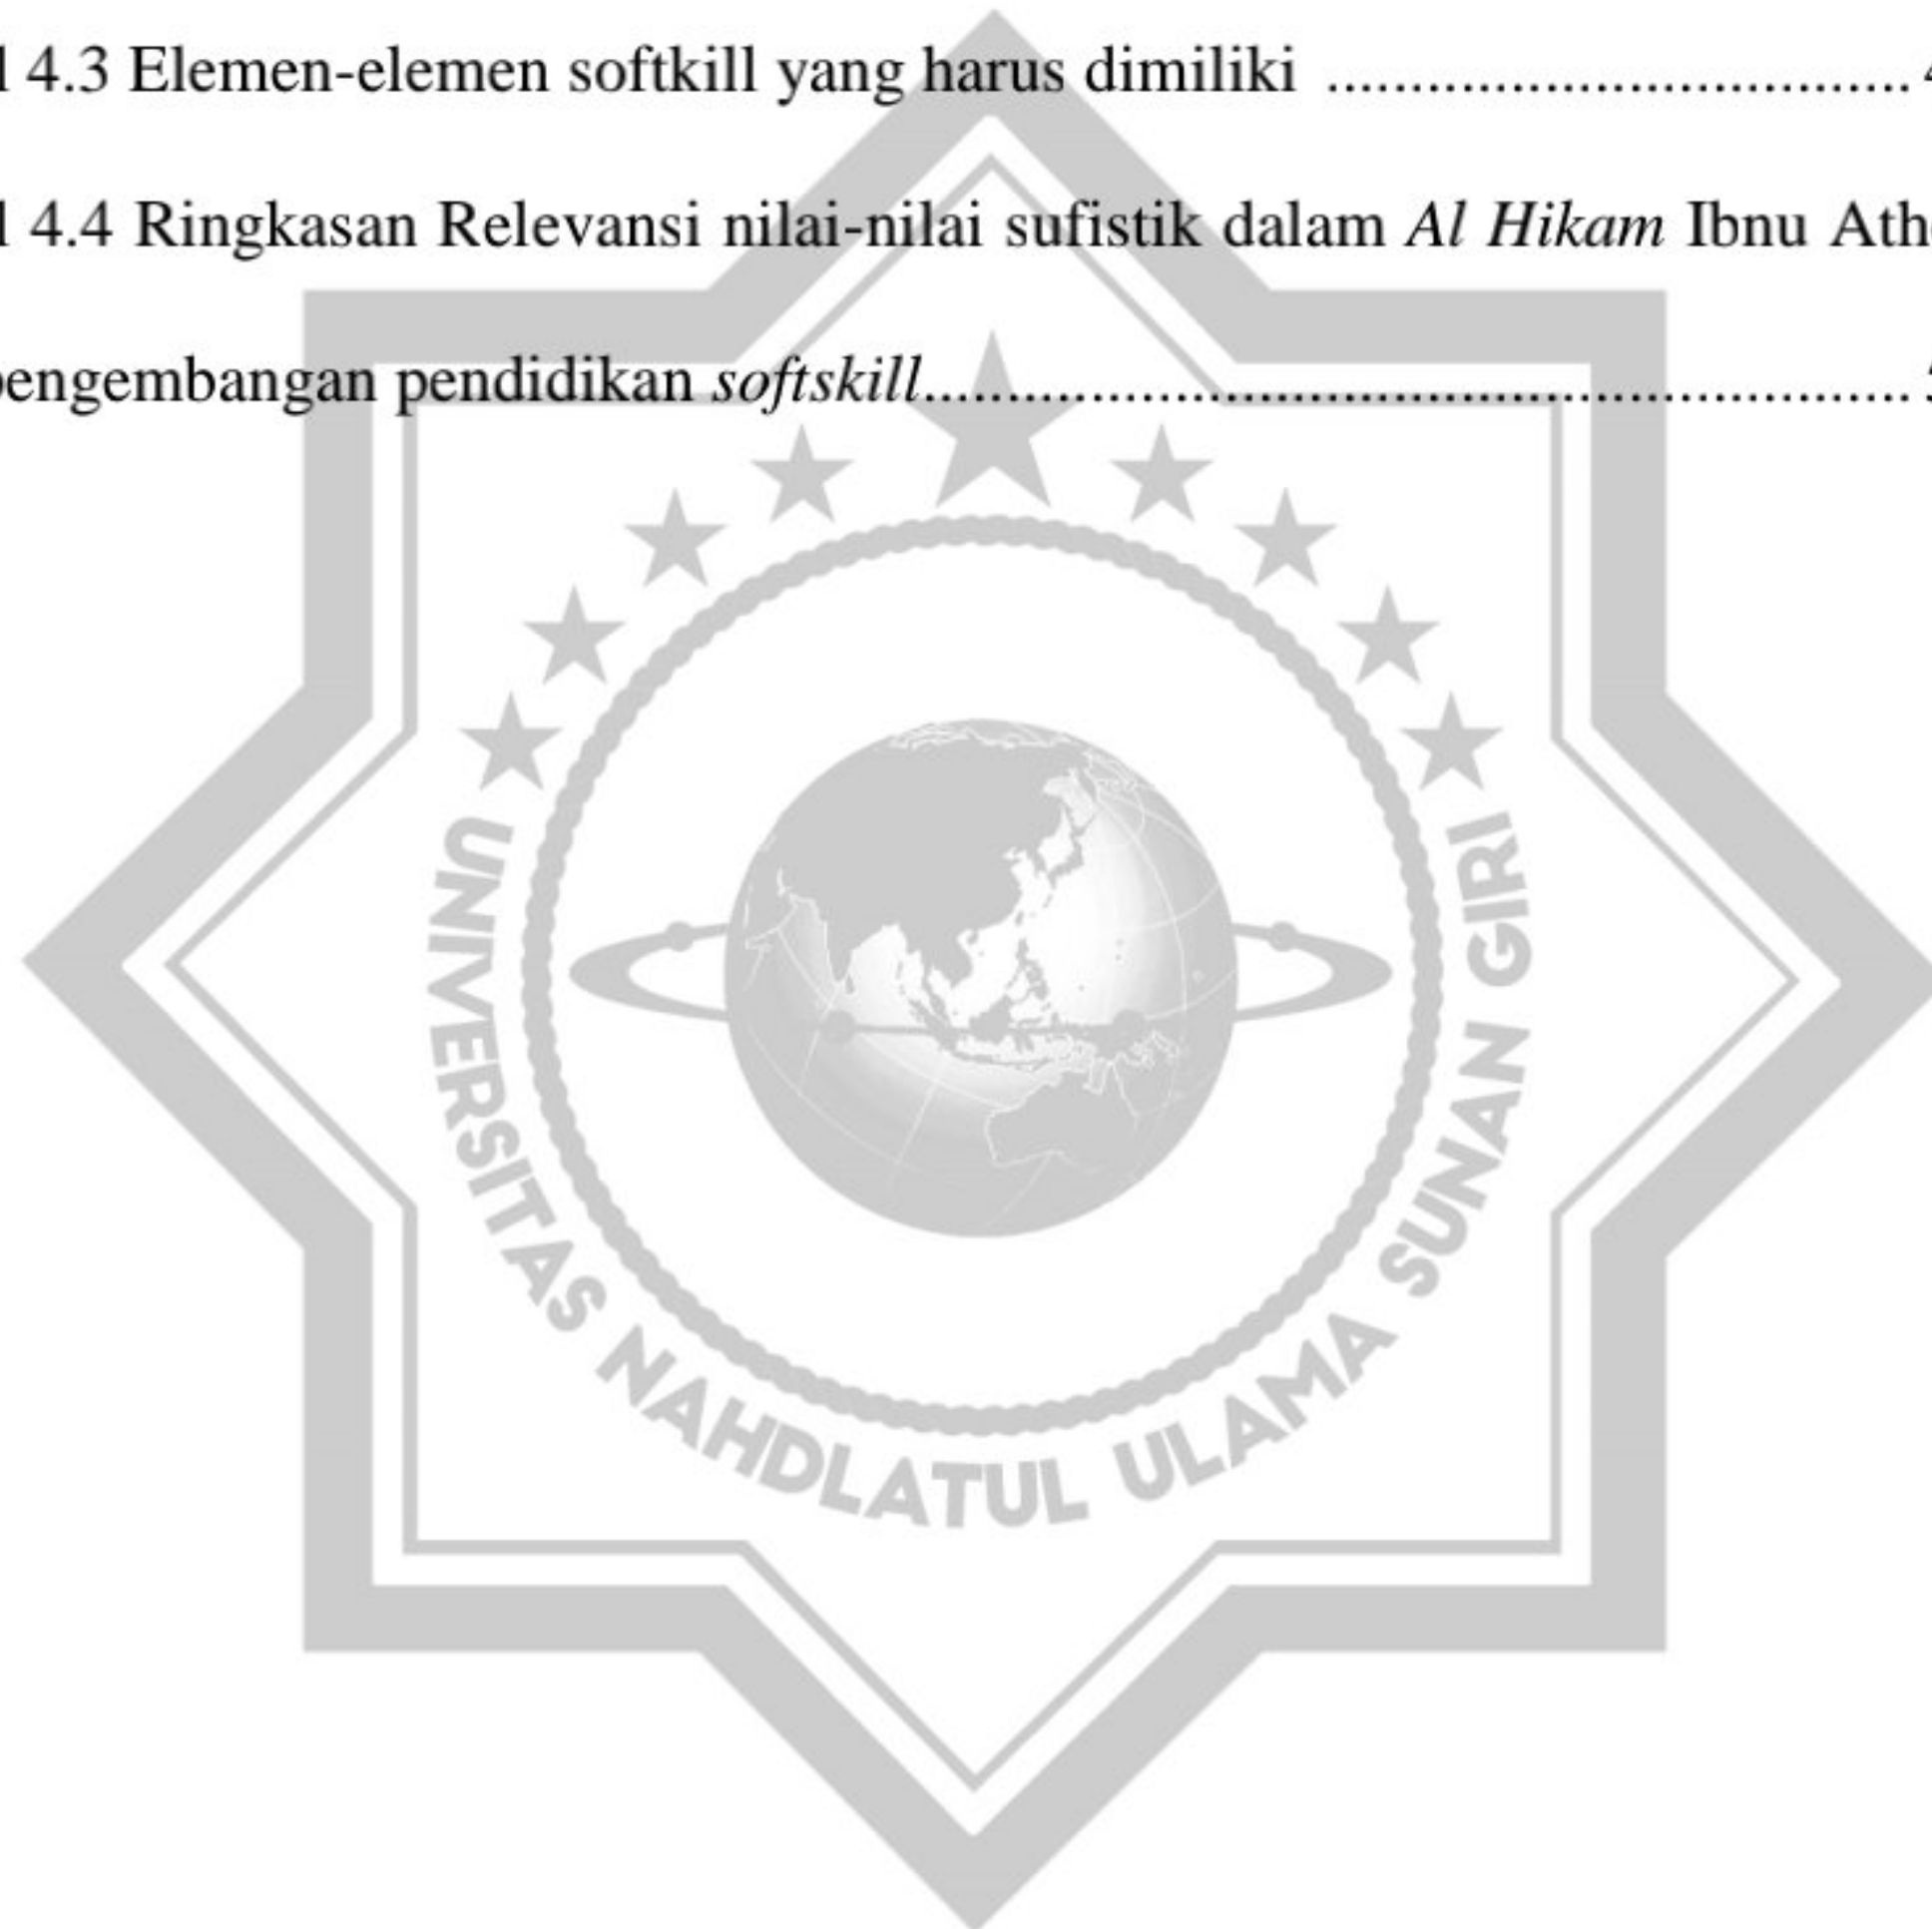 l 4.3 Elemen-elemen softkill yang harus dimiliki ...................................
l 4.4 Ringkasan Relevansi nilai-nilai sufistik dalam Al Hikam Ibnu Ath
pengembangan pendidikan softskill...........................................................
UNIVERSITAS NAHDLATUL ULAMA SUNAN GIRI